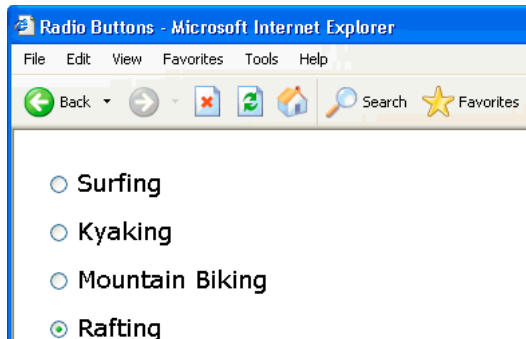 Radio Buttons - Microsoft Internet Explorer
File Edit View Favorites Tools Help
Back Search Favorites
Surfing
Kyaking
Mountain Biking
Rafting